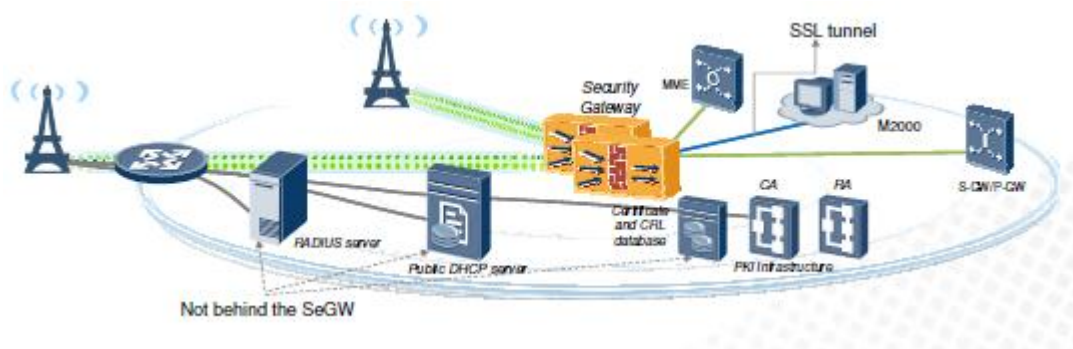 SSL tunnel
Security
Gateway
MME
M2000
S-GW/P-GW
CA
RA
Certificate
and CRL
database
RADIUS server
Public DHCP server
PKI Infrastructure
Not behind the SeGW